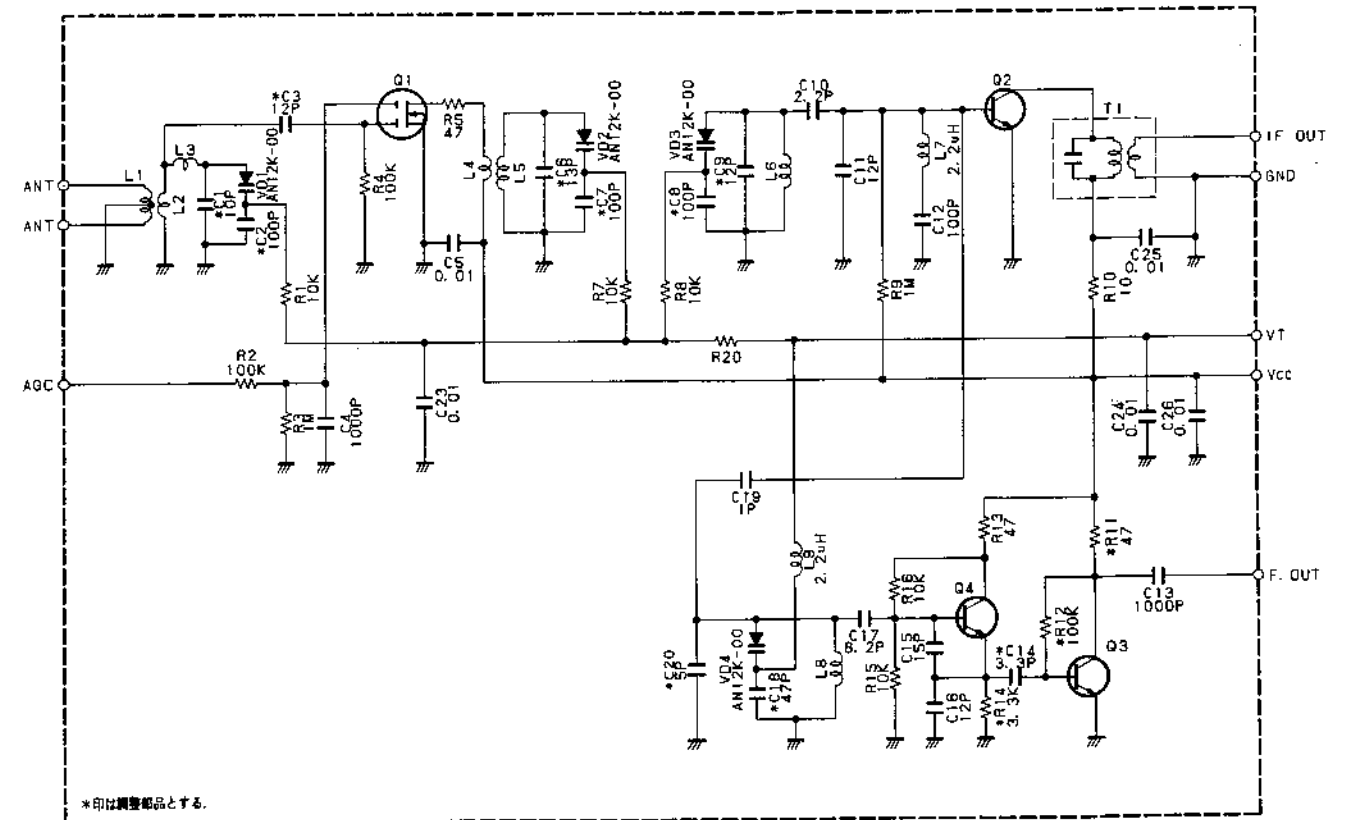 Q1
*C3
12P
R5
47
L3
L1
L2
ANT
ANT
*C1
10P
VD1
AN12K-00
*C2
100P
R4
100K
R1
10K
L4
L5
C5
0.01
*C6
13P
VD2
AN12K-00
*C7
100P
R7
10K
VD3
AN12K-00
*C8
100P
*C9
12P
R8
10K
L6
C10
2.2P
C11
12P
L7
2.2uH
C12
100P
R9
1M
Q2
T1
IF OUT
GND
C25
0.01
R10
10
VT
Vcc
R20
AGC
R2
100K
R3
1M
C4
1000P
C23
0.01
C24
0.01
C26
0.01
C19
1P
L9
2.2uH
R13
47
*R11
47
F.OUT
C13
1000P
R16
10K
Q4
*R12
100K
Q3
*C20
5P
VD4
AN12K-00
*C18
47P
L8
C17
R15
10K
C15
15P
C16
12P
*C14
3.3P
*R14
3.3K
*印は調整部品とする.